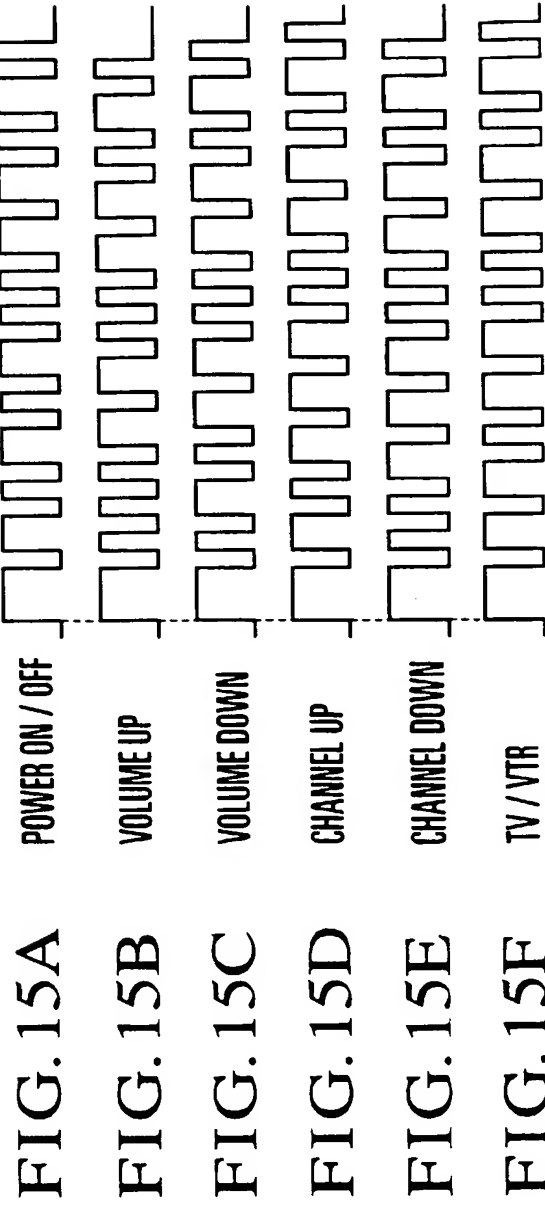 FIG. 15A POWER ON / OFF
FIG. 15B VOLUME UP
FIG. 15C VOLUME DOWN
FIG. 15D CHANNEL UP
FIG. 15E CHANNEL DOWN
FIG. 15F TV / VTR